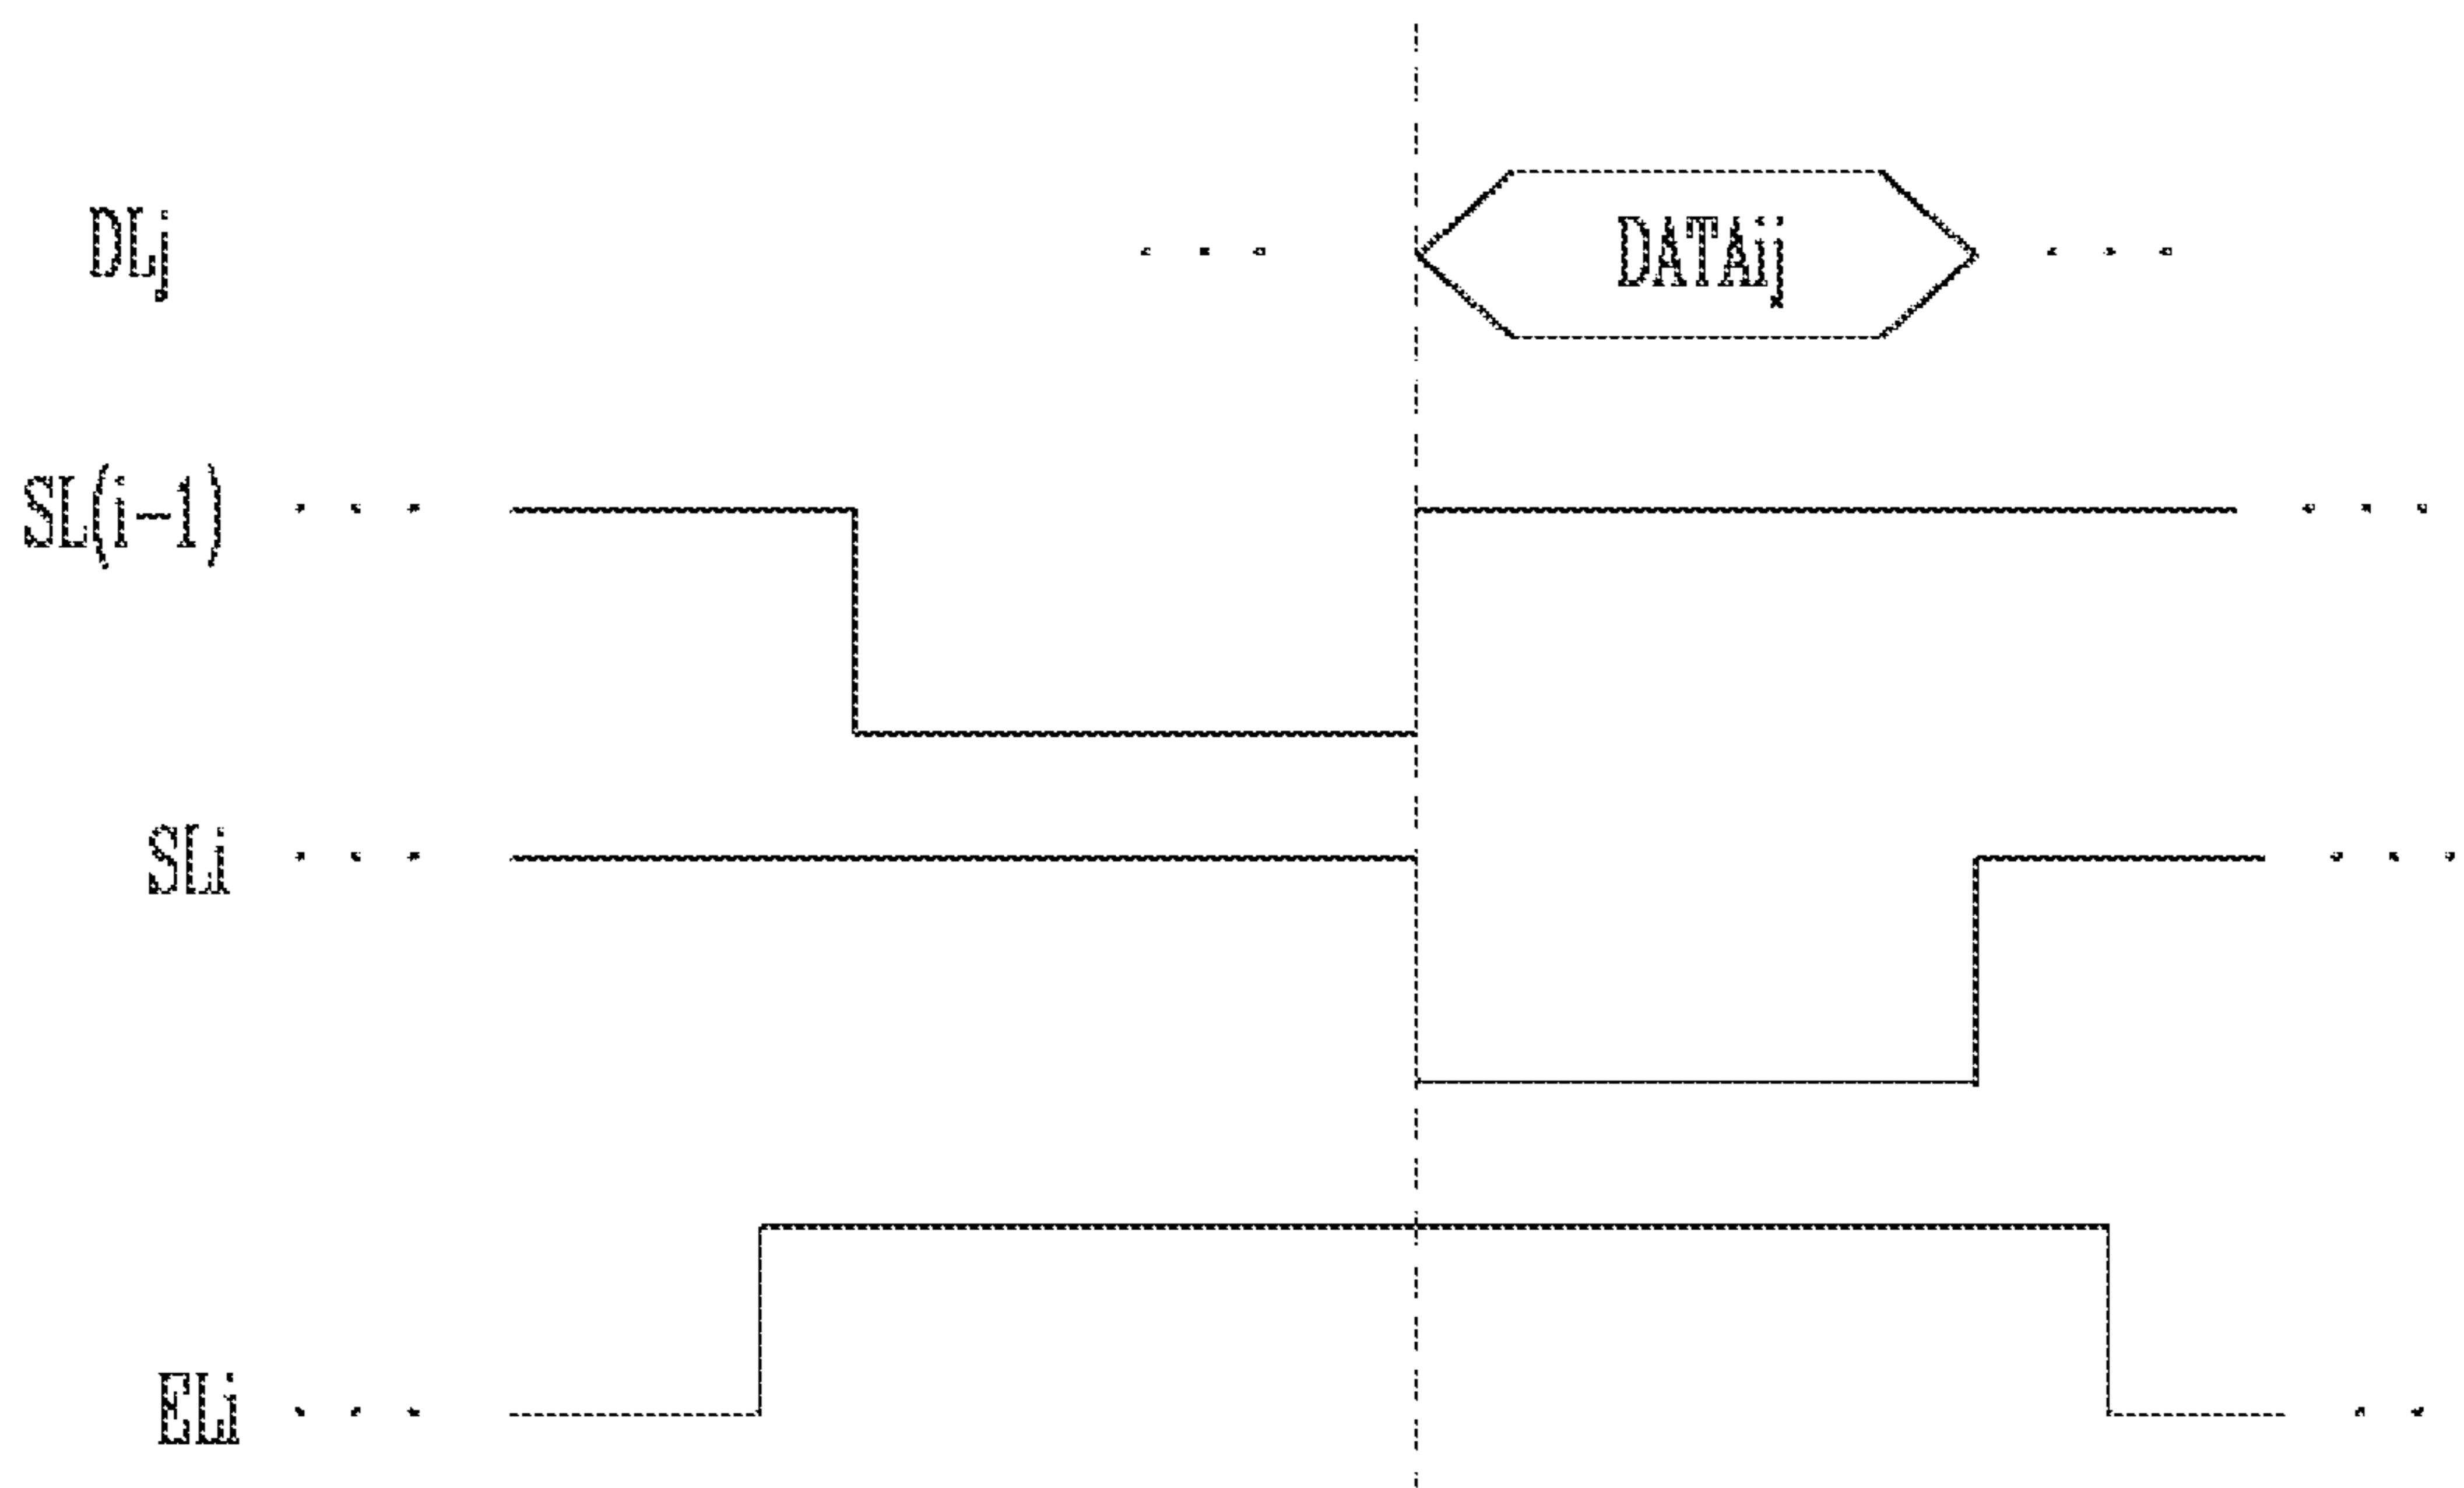 DLj
DATAij
SL(i-1)
SLi
ELi